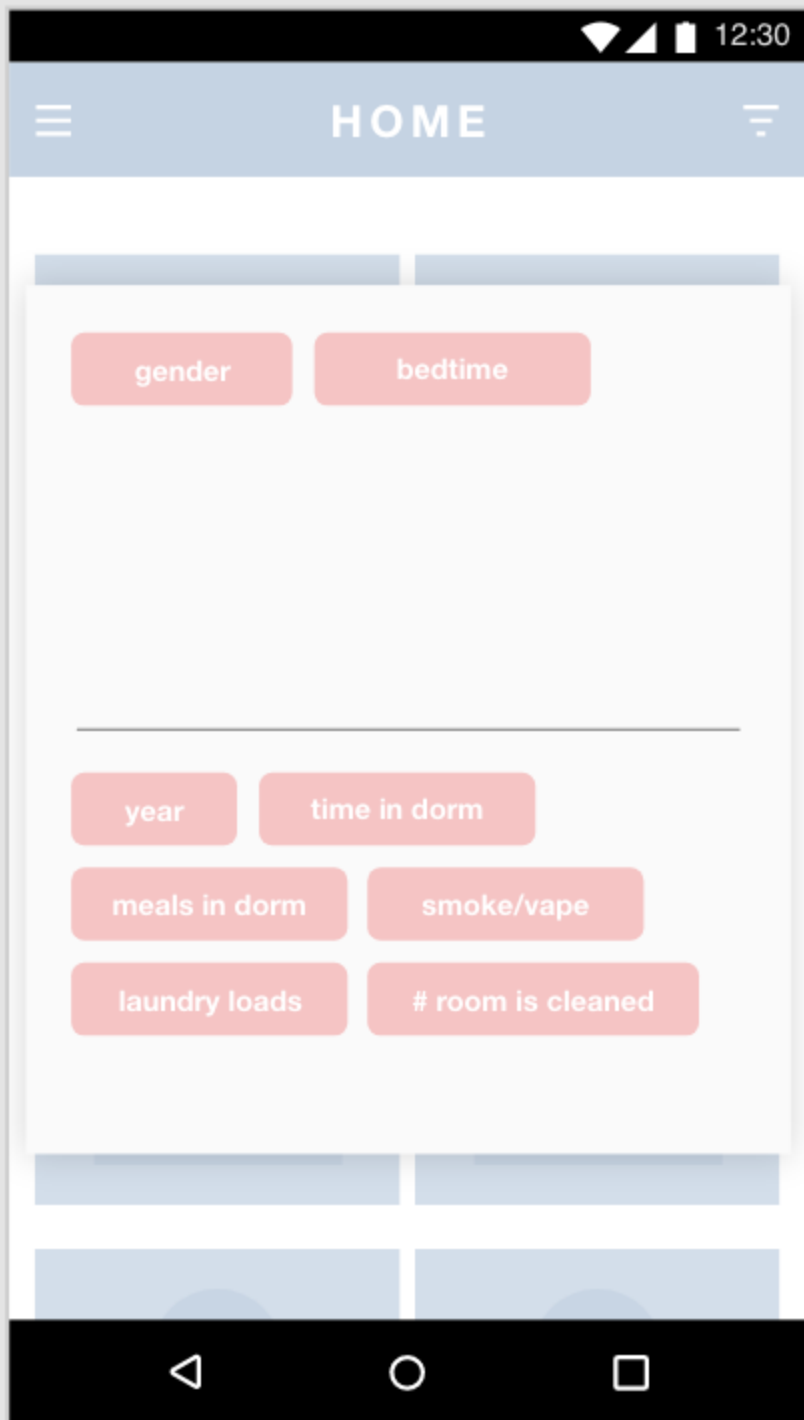 12:30
HOME
gender bedtime
year time in dorm
meals in dorm smoke/vape
laundry loads # room is cleaned